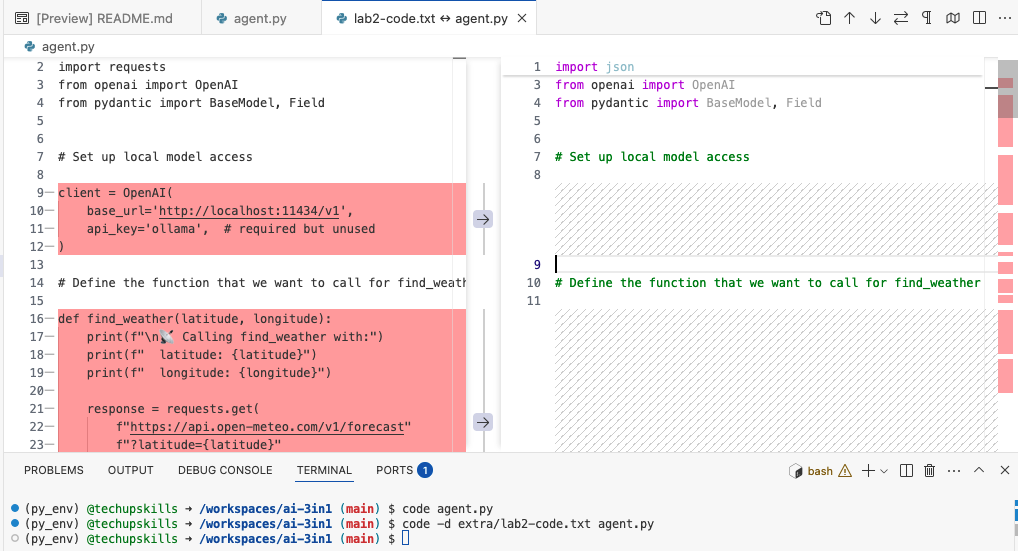 [Preview] README.md
agent.py
lab2-code.txt ↔ agent.py
agent.py
2 import requests
3 from openai import OpenAI
4 from pydantic import BaseModel, Field
5
6
7 # Set up local model access
8
9 client = OpenAI(
10 base_url='http://localhost:11434/v1',
11 api_key='ollama',  # required but unused
12 )
13
14 # Define the function that we want to call for find_weath
15
16 def find_weather(latitude, longitude):
17 print(f"\n📡 Calling find_weather with:")
18 print(f"  latitude: {latitude}")
19 print(f"  longitude: {longitude}")
20
21 response = requests.get(
22 f"https://api.open-meteo.com/v1/forecast"
23 f"?latitude={latitude}"
1 import json
3 from openai import OpenAI
4 from pydantic import BaseModel, Field
5
6
7 # Set up local model access
8
9
10 # Define the function that we want to call for find_weather
11
PROBLEMS OUTPUT DEBUG CONSOLE TERMINAL PORTS 1
bash
(py_env) @techupskills → /workspaces/ai-3in1 (main) $ code agent.py
(py_env) @techupskills → /workspaces/ai-3in1 (main) $ code -d extra/lab2-code.txt agent.py
(py_env) @techupskills → /workspaces/ai-3in1 (main) $